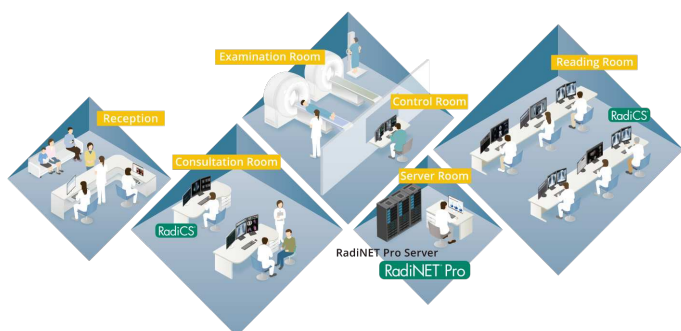 Examination Room
Reading Room
Control Room
Reception
RadiCS®
Consultation Room
Server Room
RadiCS®
RadiNET Pro Server
RadiNET Pro